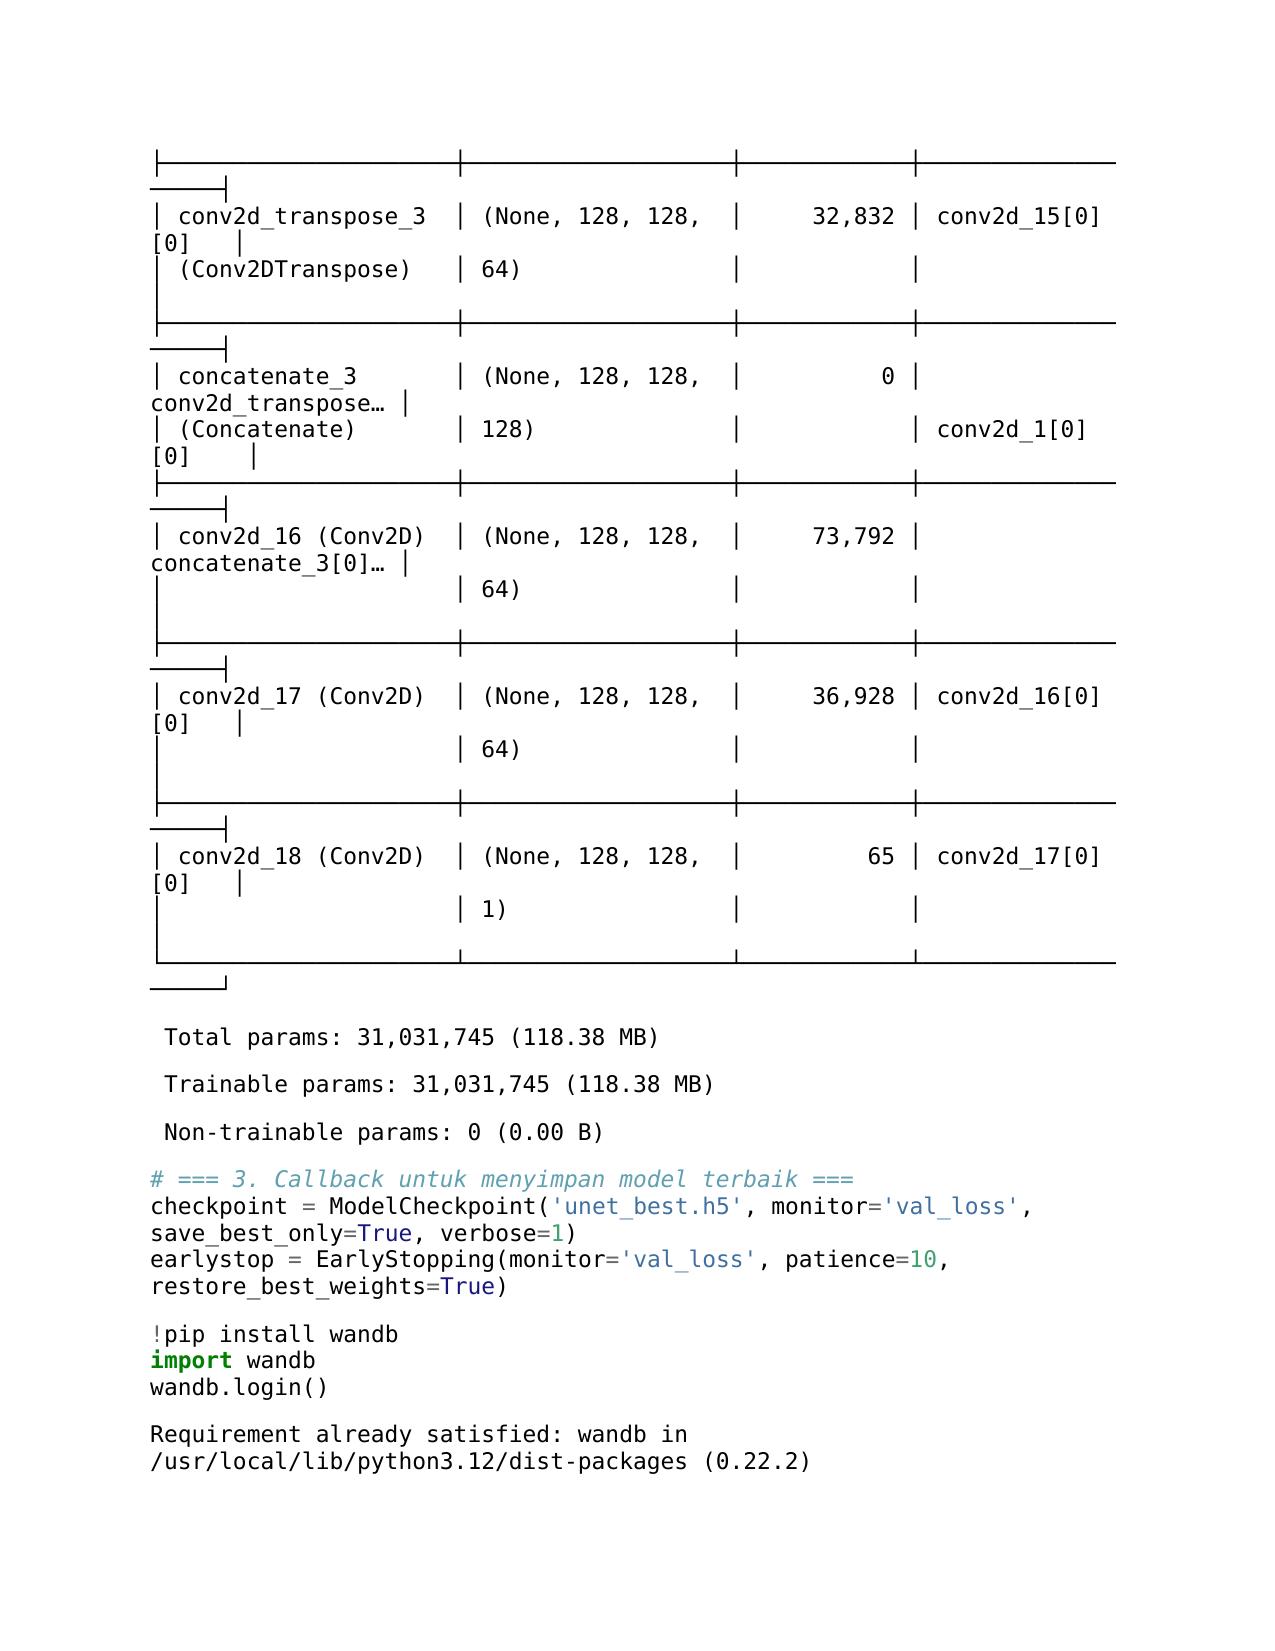 ├─────────────────────┼───────────────────┼────────────┼──────────────
─────┤
│ conv2d_transpose_3  │ (None, 128, 128,  │     32,832 │ conv2d_15[0]
[0]   │
│ (Conv2DTranspose)   │ 64)               │            │
│
├─────────────────────┼───────────────────┼────────────┼──────────────
─────┤
│ concatenate_3       │ (None, 128, 128,  │          0 │
conv2d_transpose… │
│ (Concatenate)       │ 128)              │            │ conv2d_1[0]
[0]    │
├─────────────────────┼───────────────────┼────────────┼──────────────
─────┤
│ conv2d_16 (Conv2D)  │ (None, 128, 128,  │     73,792 │
concatenate_3[0]… │
│                     │ 64)               │            │
│
├─────────────────────┼───────────────────┼────────────┼──────────────
─────┤
│ conv2d_17 (Conv2D)  │ (None, 128, 128,  │     36,928 │ conv2d_16[0]
[0]   │
│                     │ 64)               │            │
│
├─────────────────────┼───────────────────┼────────────┼──────────────
─────┤
│ conv2d_18 (Conv2D)  │ (None, 128, 128,  │         65 │ conv2d_17[0]
[0]   │
│                     │ 1)                │            │
│
└─────────────────────┴───────────────────┴────────────┴──────────────
─────┘
Total params: 31,031,745 (118.38 MB)
Trainable params: 31,031,745 (118.38 MB)
Non-trainable params: 0 (0.00 B)
# === 3. Callback untuk menyimpan model terbaik ===
checkpoint = ModelCheckpoint('unet_best.h5', monitor='val_loss',
save_best_only=True, verbose=1)
earlystop = EarlyStopping(monitor='val_loss', patience=10,
restore_best_weights=True)
!pip install wandb
import wandb
wandb.login()
Requirement already satisfied: wandb in
/usr/local/lib/python3.12/dist-packages (0.22.2)